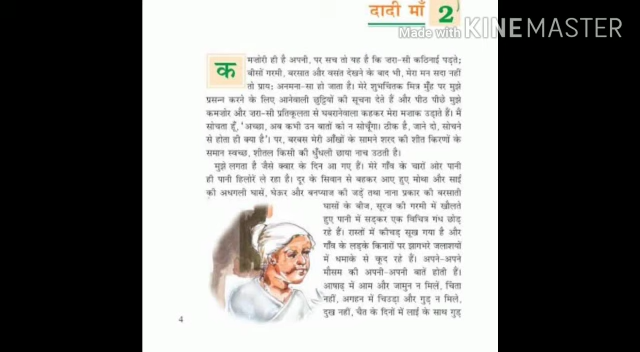 दादी माँ 2
Made with KINEMASTER
कमज़ोरी ही है अपनी, पर सच तो यह है कि ज़रा-सी कठिनाई पड़ते;
बीसों गरमी, बरसात और वसंत देखने के बाद भी, मेरा मन सदा नहीं
तो प्रायः अनमना-सा हो जाता है। मेरे शुभचिंतक मित्र मुँह पर मुझे
प्रसन्न करने के लिए आनेवाली छुट्टियों की सूचना देते हैं और पीठ पीछे मुझे
कमज़ोर और ज़रा-सी प्रतिकूलता से घबरानेवाला कहकर मेरा मज़ाक उड़ाते हैं। मैं
सोचता हूँ, 'अच्छा, अब कभी उन बातों को न सोचूँगा। ठीक है, जाने दो, सोचने
से होता ही क्या है'। पर, बरबस मेरी आँखों के सामने शरद की शीत किरणों के
समान स्वच्छ, शीतल किसी की धुँधली छाया नाच उठती है।
मुझे लगता है जैसे क्वार के दिन आ गए हैं। मेरे गाँव के चारों ओर पानी
ही पानी हिलोरें ले रहा है। दूर के सिवान से बहकर आए हुए मोथा और साईं
की अधगली घासें, घेऊर और बनप्याज की जड़ें तथा नाना प्रकार की बरसाती
घासों के बीज, सूरज की गरमी में खौलते
हुए पानी में सड़कर एक विचित्र गंध छोड़
रहे हैं। रास्तों में कीचड़ सूख गया है और
गाँव के लड़के किनारों पर झागभरे जलाशयों
में धमाके से कूद रहे हैं। अपने-अपने
मौसम की अपनी-अपनी बातें होती हैं।
आषाढ़ में आम और जामुन न मिलें, चिंता
नहीं, अगहन में चिउड़ा और गुड़ न मिले,
दुख नहीं, चैत के दिनों में लाई के साथ गुड़
4